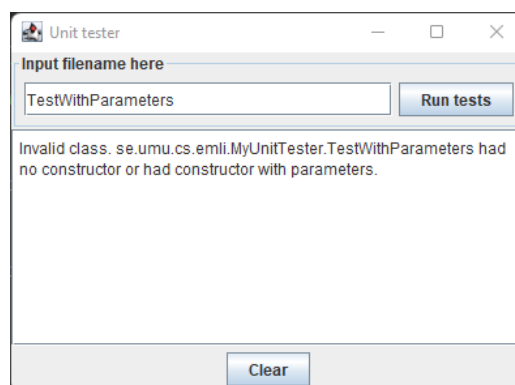 Unit tester
Input filename here
TestWithParameters
Run tests
Invalid class. se.umu.cs.emli.MyUnitTester.TestWithParameters had
no constructor or had constructor with parameters.
Clear